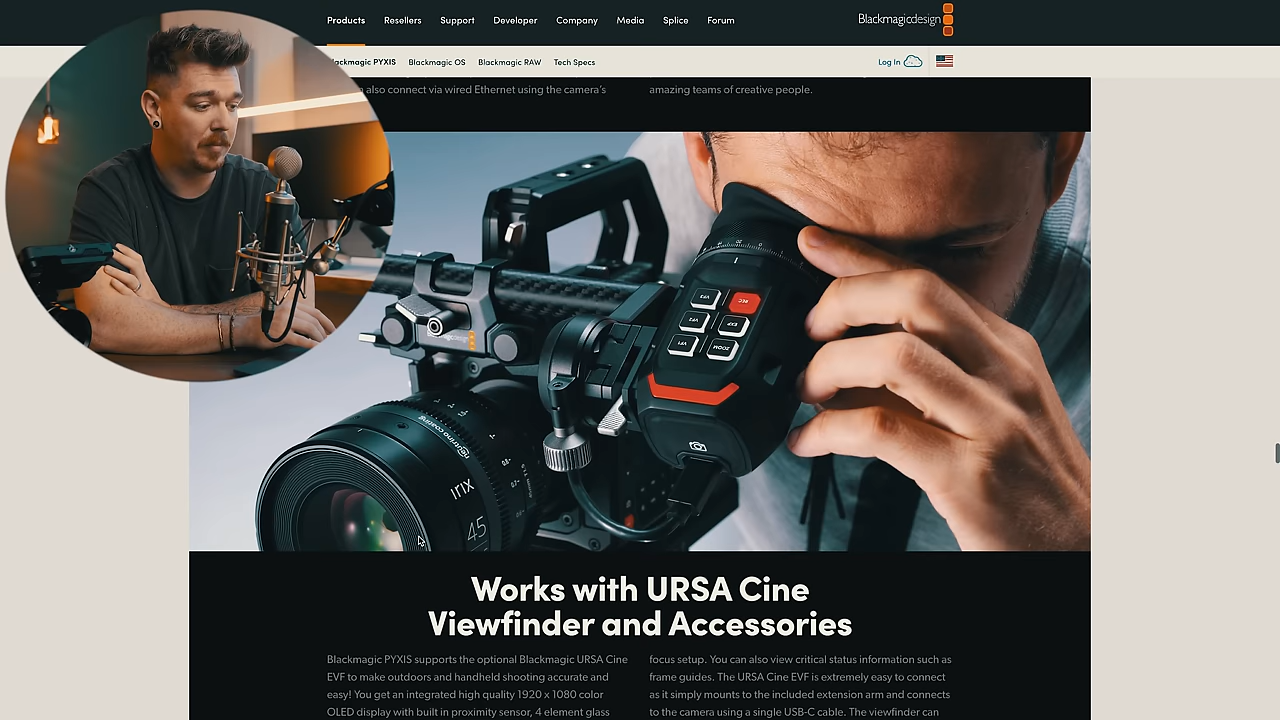 Products Resellers Support Developer Company Media Splice Forum
Blackmagicdesign
PYXIS Blackmagic OS Blackmagic RAW Tech Specs
Log In
also connect via wired Ethernet using the camera's
amazing teams of creative people.
REC
VF3
VF2
EXP
VF1
ZOOM
irix
45
Works with URSA Cine
Viewfinder and Accessories
Blackmagic PYXIS supports the optional Blackmagic URSA Cine
EVF to make outdoors and handheld shooting accurate and
easy! You get an integrated high quality 1920 x 1080 color
OLED display with built in proximity sensor, 4 element glass
focus setup. You can also view critical status information such as
frame guides. The URSA Cine EVF is extremely easy to connect
as it simply mounts to the included extension arm and connects
to the camera using a single USB-C cable. The viewfinder can